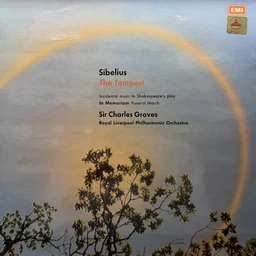 EMI
Sibelius
The Tempest
Incidental music to Shakespeare's play
In Memoriam Funeral March
Sir Charles Groves
Royal Liverpool Philharmonic Orchestra